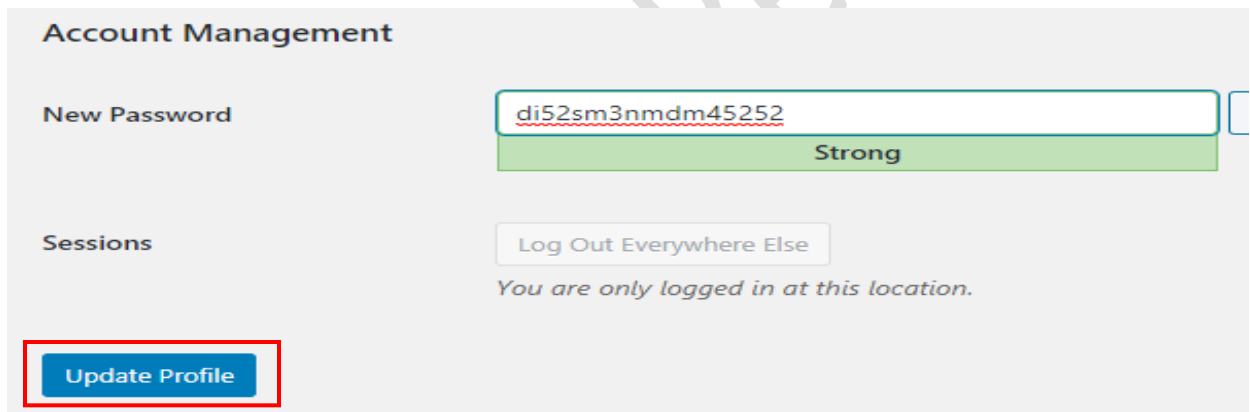 Account Management
New Password
di52sm3nmdm45252
Strong
Sessions
Log Out Everywhere Else
You are only logged in at this location.
Update Profile